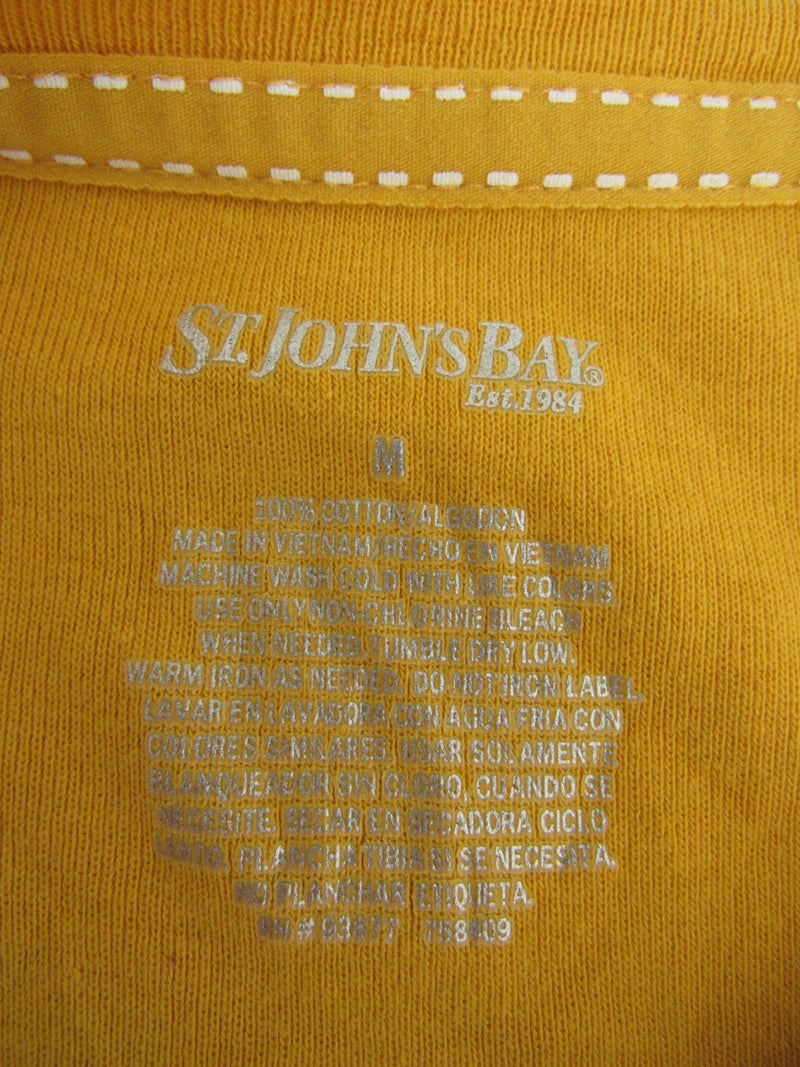 ST. JOHN'S BAY®
Est.1984
M
100% COTTON/ALGODON
MADE IN VIETNAM/HECHO EN VIETNAM
MACHINE WASH COLD WITH LIKE COLORS.
USE ONLY NON-CHLORINE BLEACH
WHEN NEEDED. TUMBLE DRY LOW.
WARM IRON AS NEEDED. DO NOT IRON LABEL.
LAVAR EN LAVADORA CON AGUA FRIA CON
COLORES SIMILARES. USAR SOLAMENTE
BLANQUEADOR SIN CLORO, CUANDO SE
NECESITE. SECAR EN SECADORA CICLO
LENTO. PLANCHA TIBIA SI SE NECESITA.
NO PLANCHAR ETIQUETA.
RN # 93677